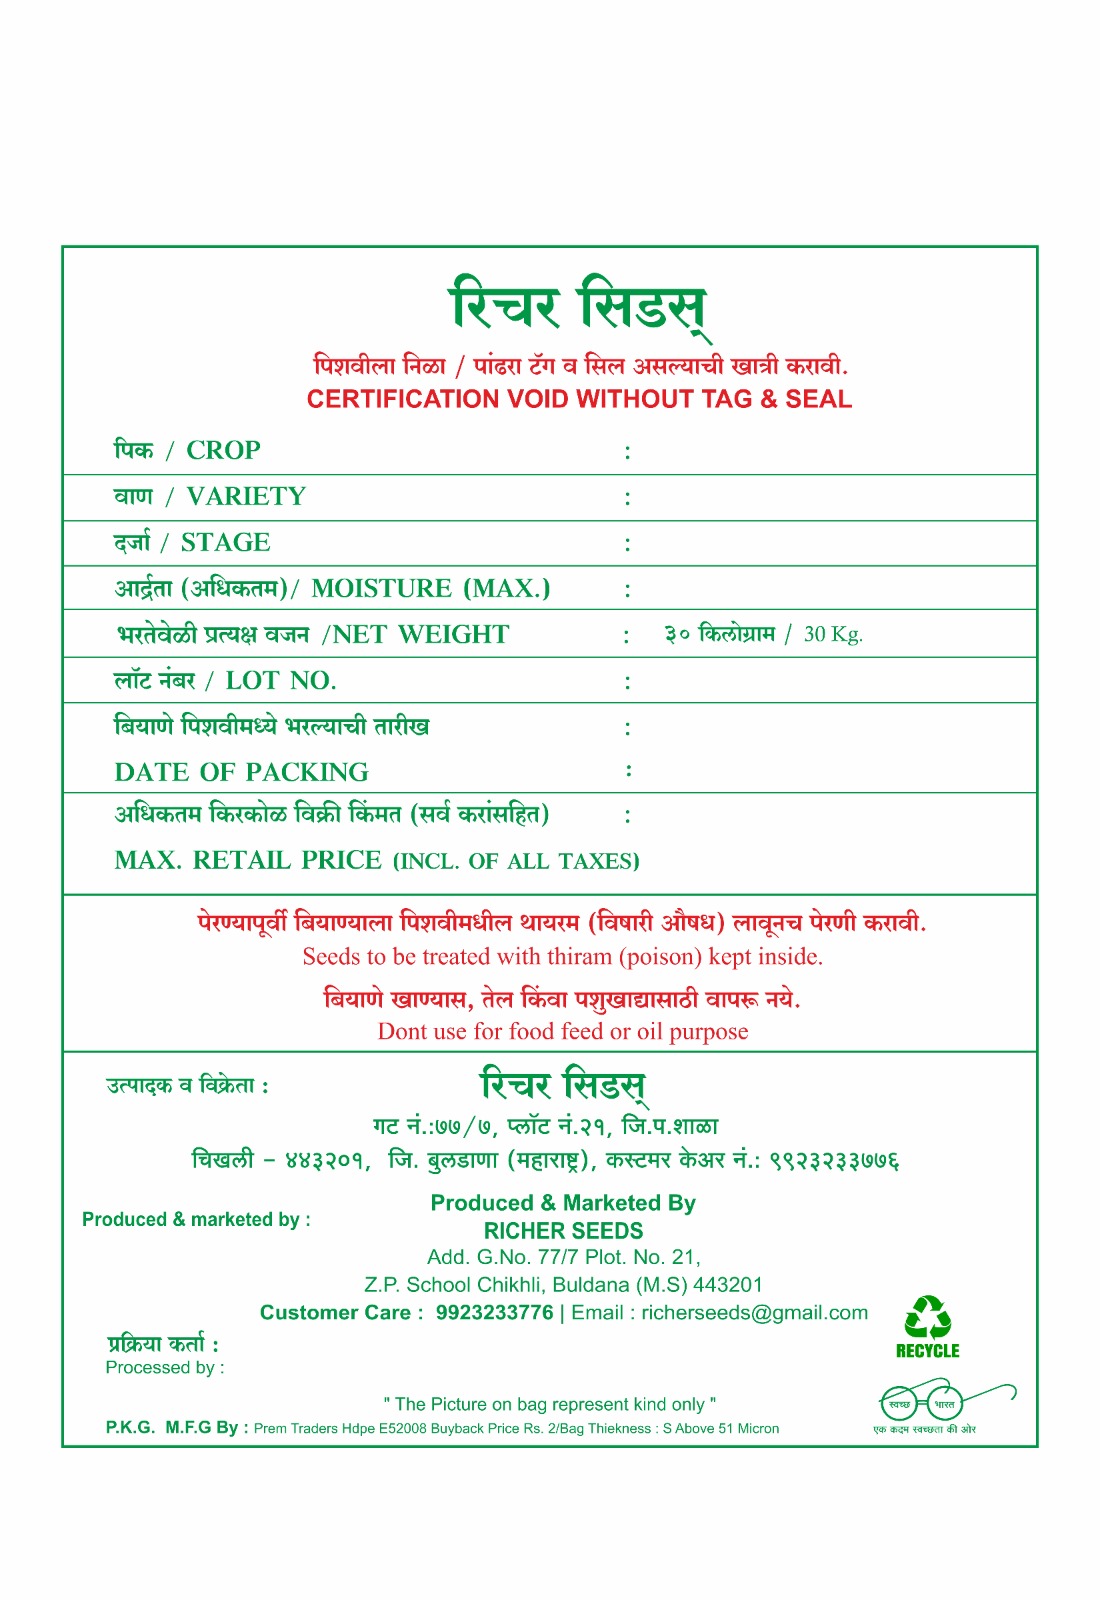 रिचर सिडस्
पिशवीला निळा / पांढरा टॅग व सिल असल्याची खात्री करावी.
CERTIFICATION VOID WITHOUT TAG & SEAL
पिक / CROP :
वाण / VARIETY :
दर्जा / STAGE :
आर्द्रता (अधिकतम)/ MOISTURE (MAX.) :
भरतेवेळी प्रत्यक्ष वजन /NET WEIGHT : ३० किलोग्राम / 30 Kg.
लॉट नंबर / LOT NO. :
बियाणे पिशवीमध्ये भरल्याची तारीख :
DATE OF PACKING :
अधिकतम किरकोळ विक्री किंमत (सर्व करांसहित) :
MAX. RETAIL PRICE (INCL. OF ALL TAXES)
पेरण्यापूर्वी बियाण्याला पिशवीमधील थायरम (विषारी औषध) लावूनच पेरणी करावी.
Seeds to be treated with thiram (poison) kept inside.
बियाणे खाण्यास, तेल किंवा पशुखाद्यासाठी वापरू नये.
Dont use for food feed or oil purpose
उत्पादक व विक्रेता : रिचर सिडस्
गट नं.:७७/७, प्लॉट नं.२१, जि.प.शाळा
चिखली - ४४३२०१, जि. बुलडाणा (महाराष्ट्र), कस्टमर केअर नं.: ९९२३२३३७७६
Produced & Marketed By
Produced & marketed by : RICHER SEEDS
Add. G.No. 77/7 Plot. No. 21,
Z.P. School Chikhli, Buldana (M.S) 443201
Customer Care : 9923233776 | Email : richerseeds@gmail.com
प्रक्रिया कर्ता :
Processed by :
RECYCLE
" The Picture on bag represent kind only "
P.K.G. M.F.G By : Prem Traders Hdpe E52008 Buyback Price Rs. 2/Bag Thiekness : S Above 51 Micron
स्वच्छ भारत
एक कदम स्वच्छता की ओर